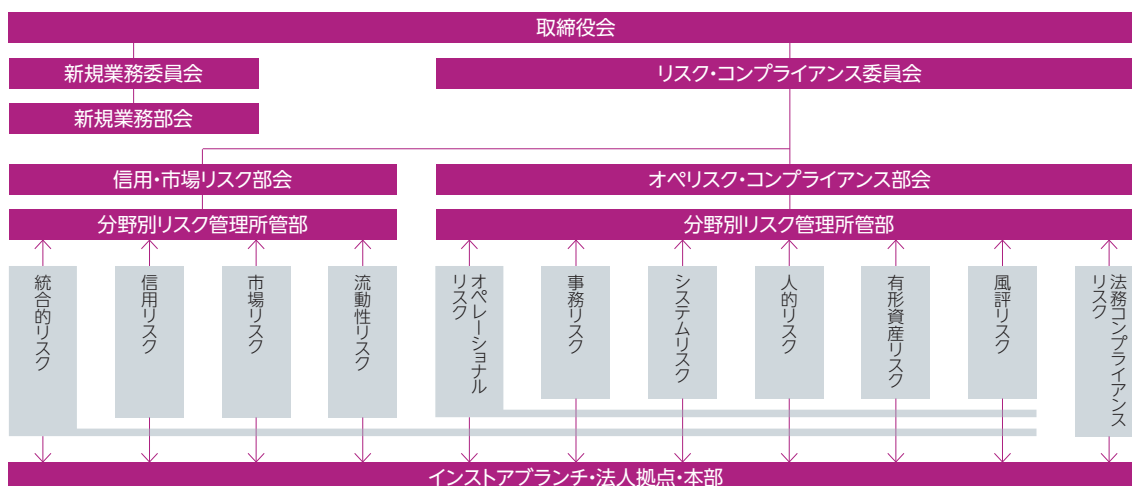 取締役会
新規業務委員会
リスク・コンプライアンス委員会
新規業務部会
信用・市場リスク部会
オペリスク・コンプライアンス部会
分野別リスク管理所管部
分野別リスク管理所管部
統合的リスク
信用リスク
市場リスク
流動性リスク
オペレーショナル
リスク
事務リスク
システムリスク
人的リスク
有形資産リスク
風評リスク
法務コンプライアンス
リスク
インストアブランチ・法人拠点・本部